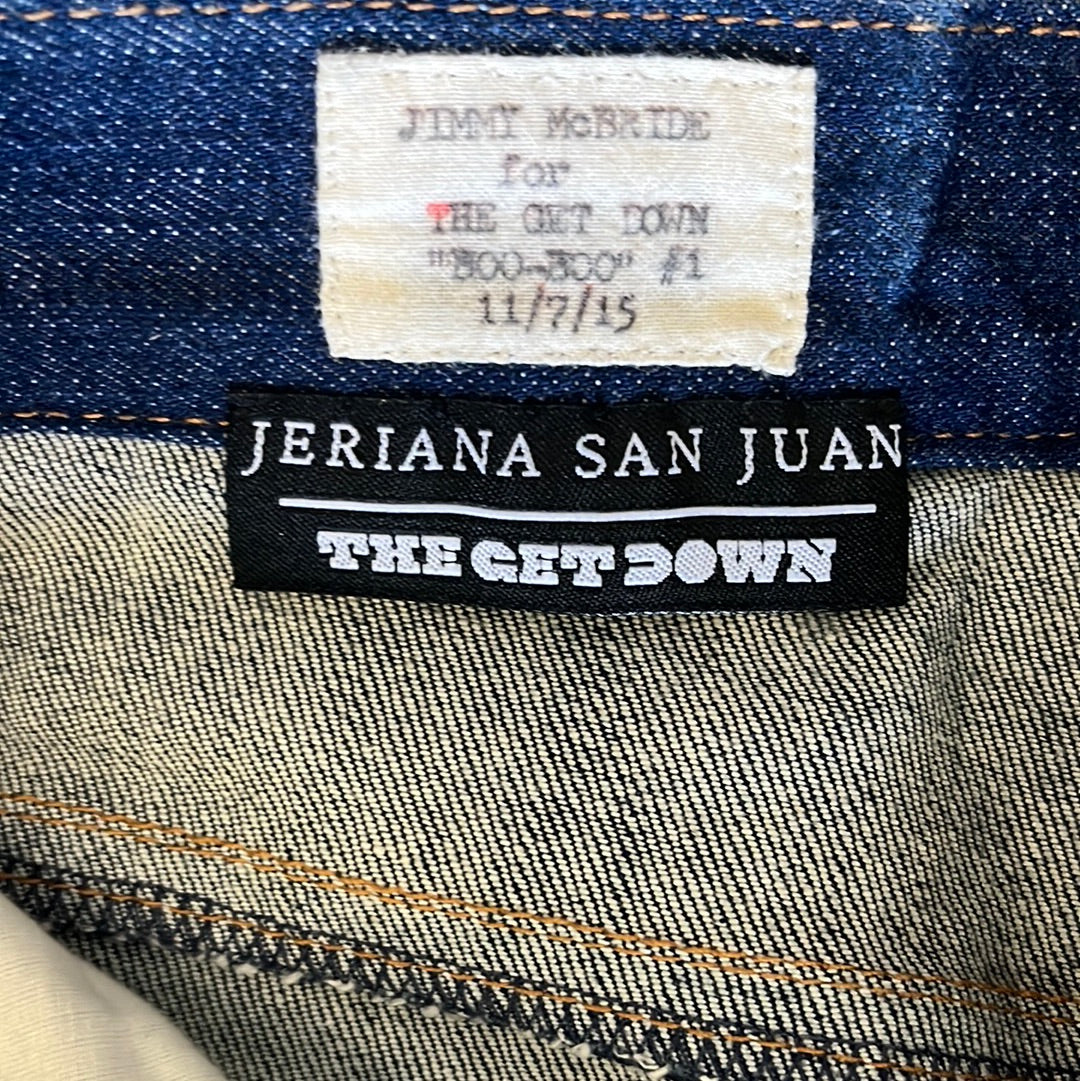 JIMMY McBRIDE
for
THE GET DOWN
"BOO-BOO" #1
11/7/15
JERIANA SAN JUAN
THE GET DOWN